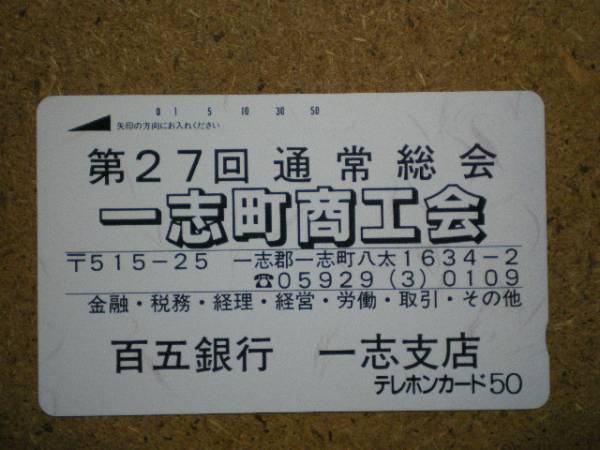 0 1 5 10 30 50
矢印の方向にお入れください
第27回 通常総会
一志町商工会
〒515-25 一志郡一志町八太1634-2
☎05929(3)0109
金融・税務・経理・経営・労働・取引・その他
百五銀行 一志支店
テレホンカード50